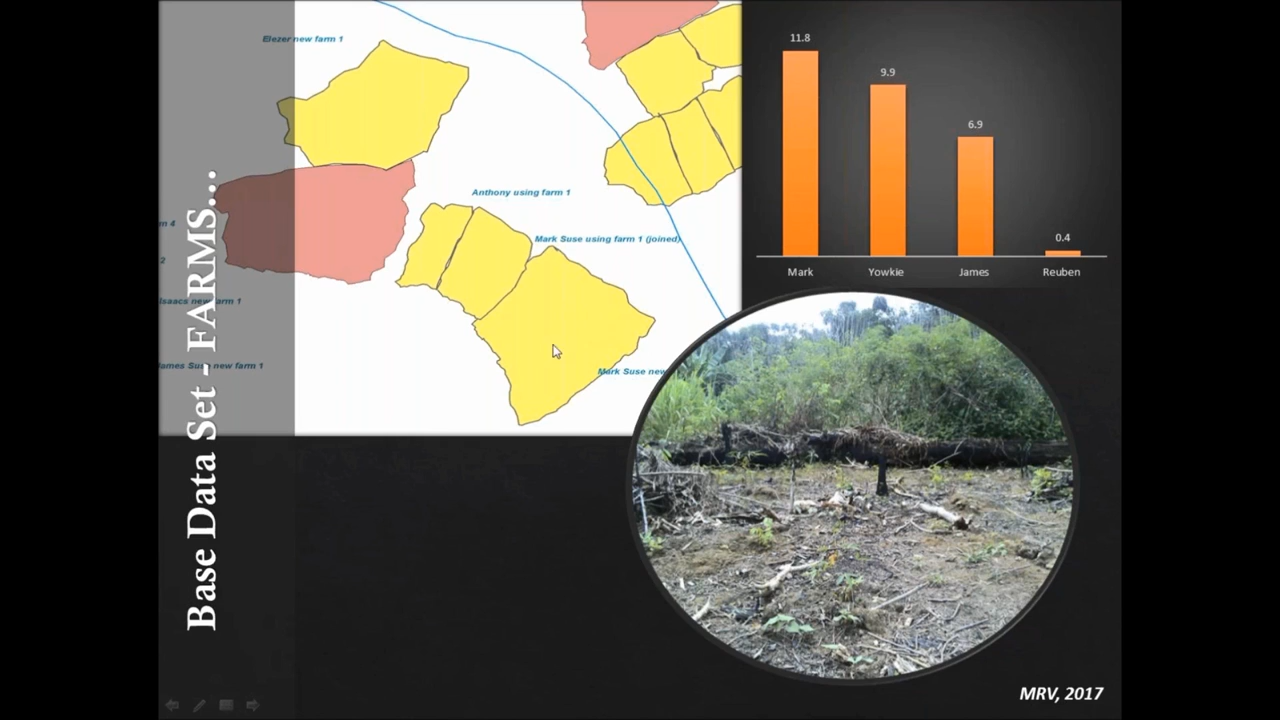 Base Data Set - FARMS...
Eliezer new farm 1
Anthony using farm 1
Mark Suse using farm 1 (joined)
Isaacs new farm 1
James Suse new farm 1
Mark Suse new
2
11.8
9.9
6.9
0.4
Mark
Yowkie
James
Reuben
MRV, 2017